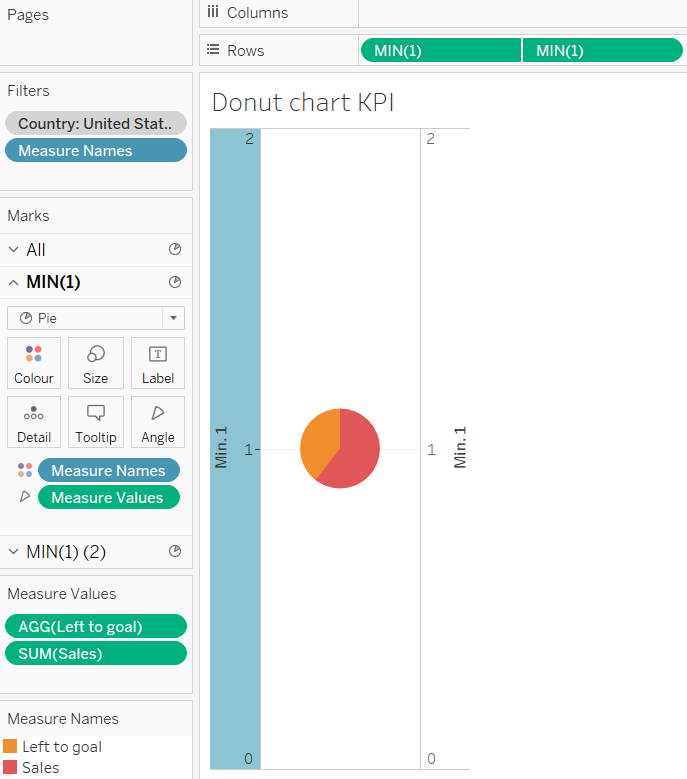 Pages
Columns
Rows
MIN(1)
MIN(1)
Filters
Country: United Stat..
Measure Names
Marks
All
MIN(1)
Pie
Colour
Size
Label
Detail
Tooltip
Angle
Measure Names
Measure Values
MIN(1) (2)
Measure Values
AGG(Left to goal)
SUM(Sales)
Measure Names
Left to goal
Sales
Donut chart KPI
2
2
Min. 1
1
1
Min. 1
0
0